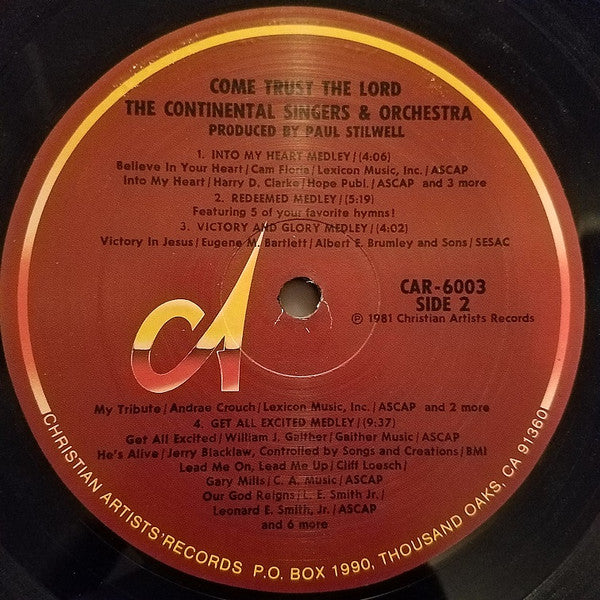 COME TRUST THE LORD
THE CONTINENTAL SINGERS & ORCHESTRA
PRODUCED BY PAUL STILWELL
1. INTO MY HEART MEDLEY/(4:06)
Believe In Your Heart/Cam Floria/Lexicon Music, Inc./ASCAP
Into My Heart/Harry D. Clarke/Hope Publ./ASCAP and 3 more
2. REDEEMED MEDLEY/(5:19)
Featuring 5 of your favorite hymns!
3. VICTORY AND GLORY MEDLEY/(4:02)
Victory In Jesus/Eugene M. Bartlett/Albert E. Brumley and Sons/SESAC
CAR-6003
SIDE 2
℗ 1981 Christian Artists Records
CA
My Tribute/Andrae Crouch/Lexicon Music, Inc./ASCAP and 2 more
4. GET ALL EXCITED MEDLEY/(9:37)
Get All Excited/William J. Gaither/Gaither Music/ASCAP
He's Alive/Jerry Blacklaw, Controlled by Songs and Creations/BMI
Lead Me On, Lead Me Up/Cliff Loesch/
Gary Mills/C. A. Music/ASCAP
Our God Reigns/L. E. Smith Jr./
Leonard E. Smith, Jr./ASCAP
and 6 more
CHRISTIAN ARTISTS' RECORDS P.O. BOX 1990, THOUSAND OAKS, CA 91360